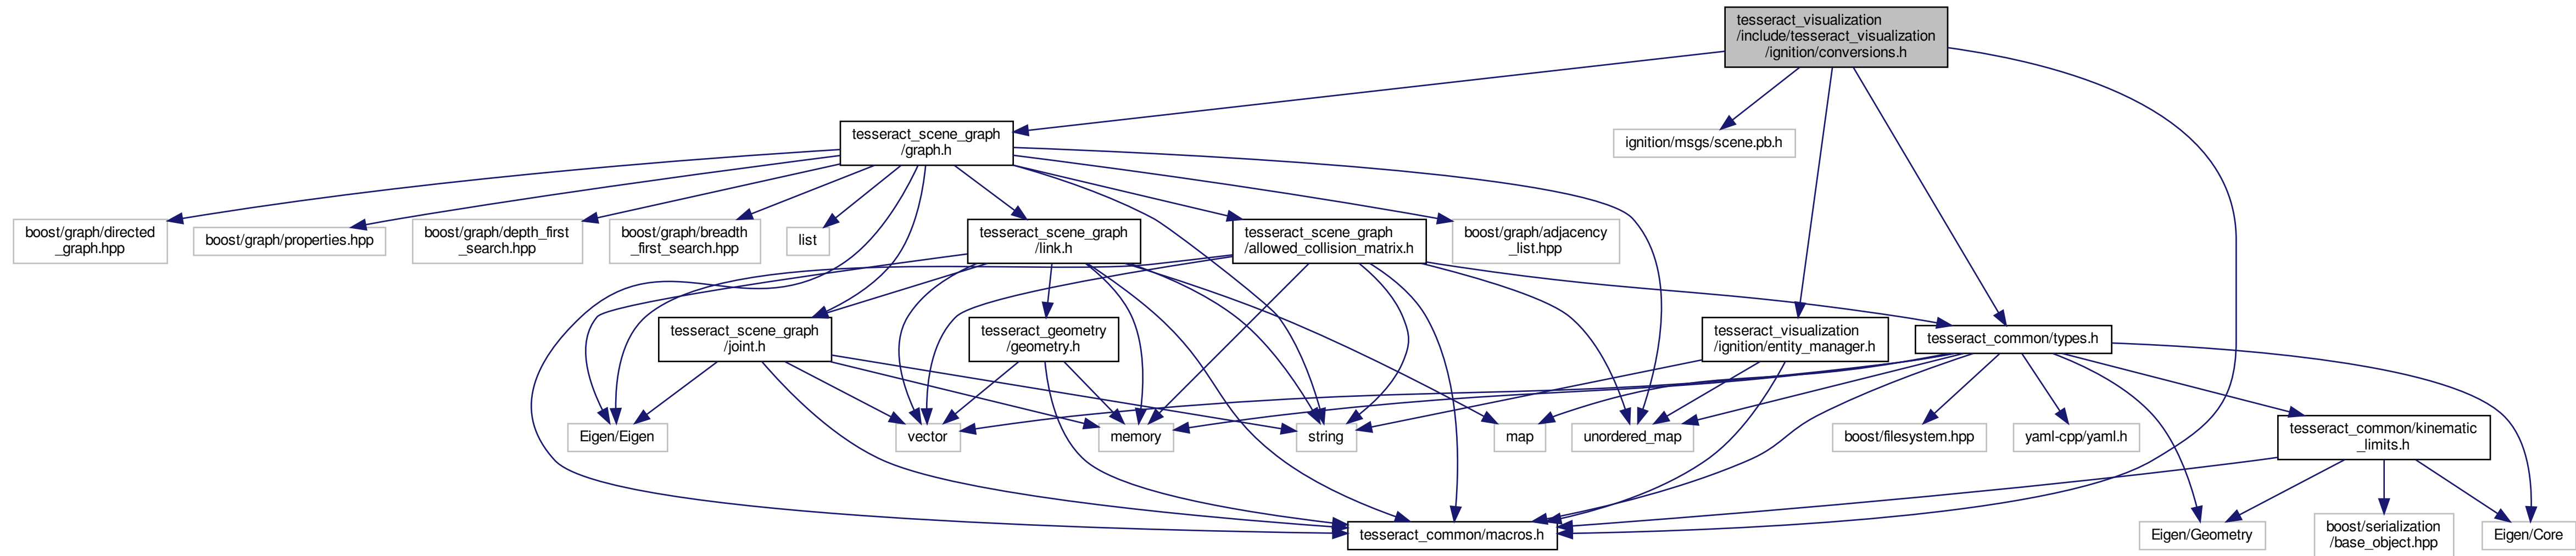 tesseract_visualization
/include/tesseract_visualization
/ignition/conversions.h
tesseract_scene_graph
/graph.h
ignition/msgs/scene.pb.h
boost/graph/directed
_graph.hpp
boost/graph/properties.hpp
boost/graph/depth_first
_search.hpp
boost/graph/breadth
_first_search.hpp
list
tesseract_scene_graph
/link.h
tesseract_scene_graph
/allowed_collision_matrix.h
boost/graph/adjacency
_list.hpp
tesseract_scene_graph
/joint.h
tesseract_geometry
/geometry.h
tesseract_visualization
/ignition/entity_manager.h
tesseract_common/types.h
Eigen/Eigen
vector
memory
string
map
unordered_map
boost/filesystem.hpp
yaml-cpp/yaml.h
tesseract_common/kinematic
_limits.h
tesseract_common/macros.h
Eigen/Geometry
boost/serialization
/base_object.hpp
Eigen/Core